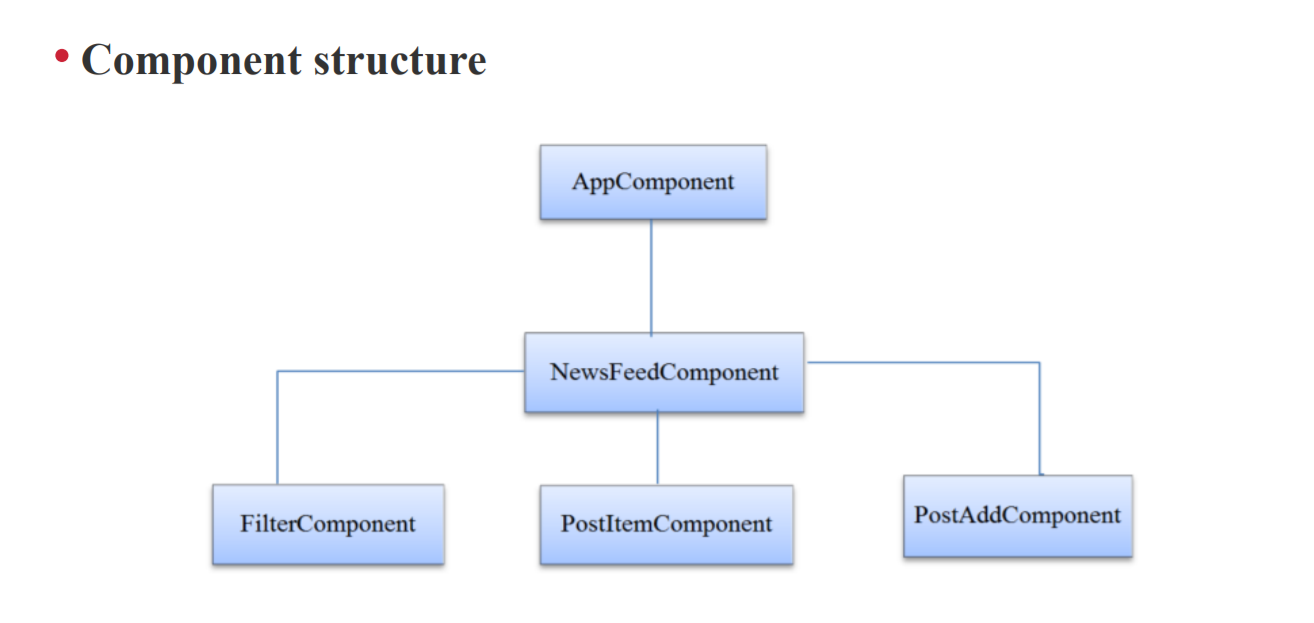 • Component structure
AppComponent
NewsFeedComponent
FilterComponent
PostItemComponent
PostAddComponent